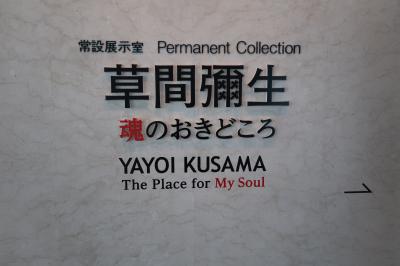 常設展示室 Permanent Collection
草間彌生
魂のおきどころ
YAYOI KUSAMA
The Place for My Soul